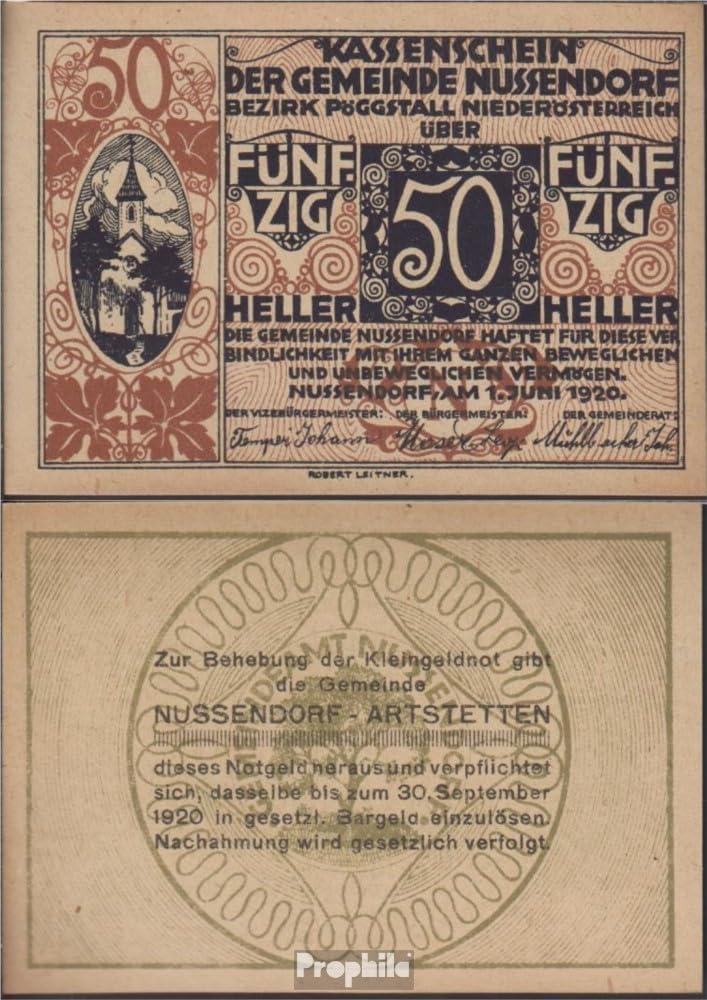 50
KASSENSCHEIN
DER GEMEINDE NUSSENDORF
BEZIRK PÖGGSTALL NIEDERÖSTERREICH
ÜBER
FÜNF- FÜNF-
ZIG 50 ZIG
HELLER HELLER
DIE GEMEINDE NUSSENDORF HAFTET FÜR DIESE VER
BINDLICHKEIT MIT IHREM GANZEN BEWEGLICHEN
UND UNBEWEGLICHEN VERMÖGEN.
NUSSENDORF, AM 1. JUNI 1920.
DER VIZEBÜRGERMEISTER: DER BÜRGERMEISTER: DER GEMEINDERAT:
Johann
ROBERT LEITNER.
Zur Behebung der Kleingeldnot gibt
die Gemeinde
NUSSENDORF - ARTSTETTEN
dieses Notgeld heraus und verpflichtet
sich, dasselbe bis zum 30. September
1920 in gesetzl. Bargeld einzulösen.
Nachahmung wird gesetzlich verfolgt.
Prophila